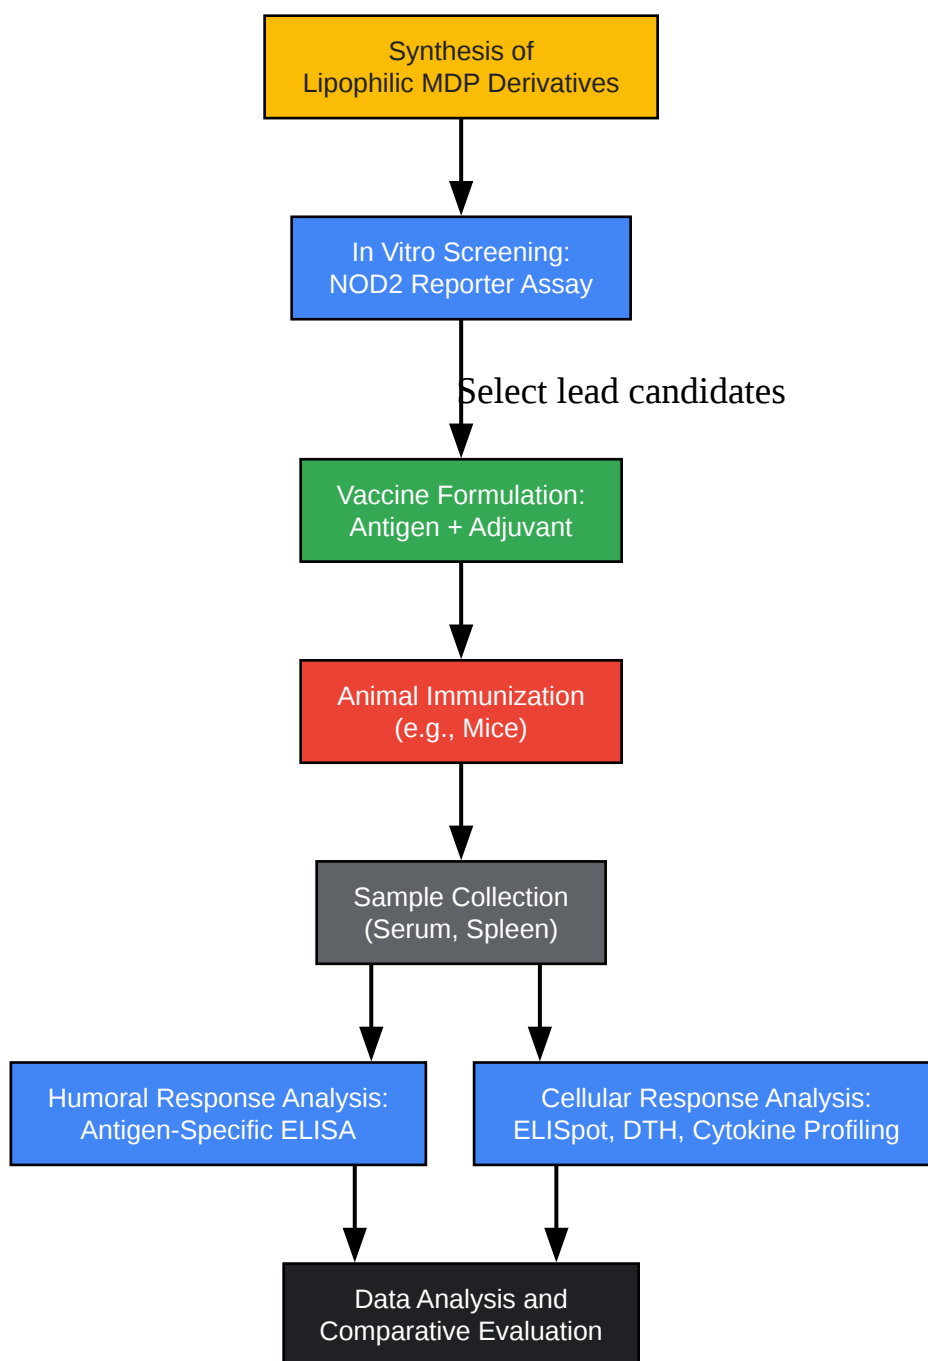 Synthesis of
Lipophilic MDP Derivatives
In Vitro Screening:
NOD2 Reporter Assay
Select lead candidates
Vaccine Formulation:
Antigen + Adjuvant
Animal Immunization
(e.g., Mice)
Sample Collection
(Serum, Spleen)
Humoral Response Analysis:
Antigen-Specific ELISA
Cellular Response Analysis:
ELISpot, DTH, Cytokine Profiling
Data Analysis and
Comparative Evaluation